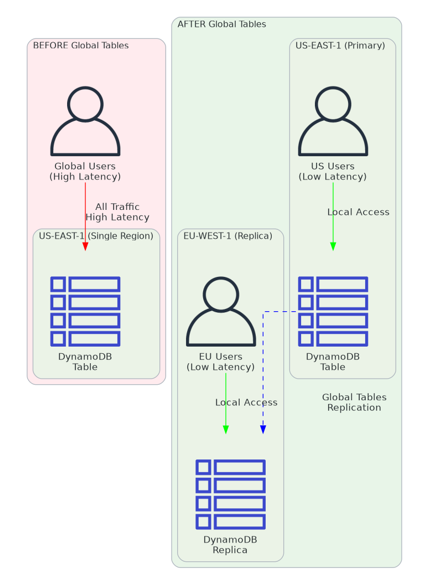 BEFORE Global Tables
Global Users
(High Latency)
All Traffic
High Latency
US-EAST-1 (Single Region)
DynamoDB
Table
AFTER Global Tables
US-EAST-1 (Primary)
US Users
(Low Latency)
Local Access
DynamoDB
Table
Global Tables
Replication
EU-WEST-1 (Replica)
EU Users
(Low Latency)
Local Access
DynamoDB
Replica